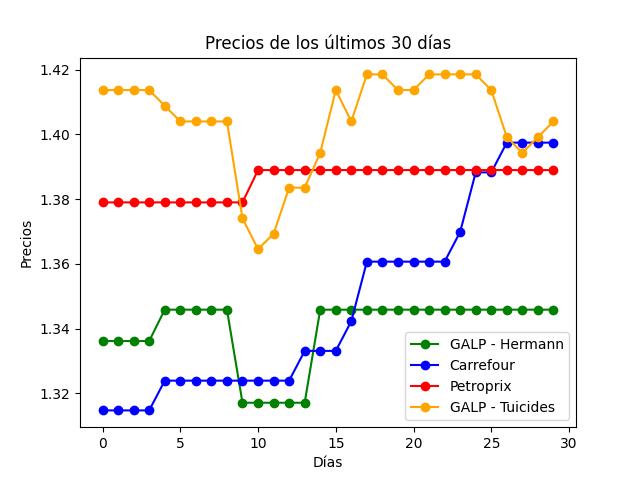 Precios de los últimos 30 días
Precios
1.42
1.40
1.38
1.36
1.34
1.32
0 5 10 15 20 25 30
Días
GALP - Hermann
Carrefour
Petroprix
GALP - Tuicides